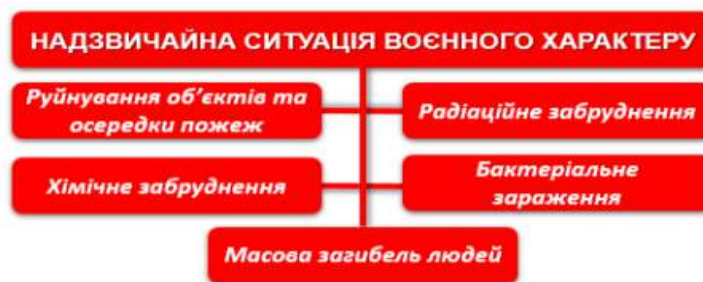 НАДЗВИЧАЙНА СИТУАЦІЯ ВОЄННОГО ХАРАКТЕРУ
Руйнування об’єктів та
осередки пожеж
Радіаційне забруднення
Хімічне забруднення
Бактеріальне
зараження
Масова загибель людей